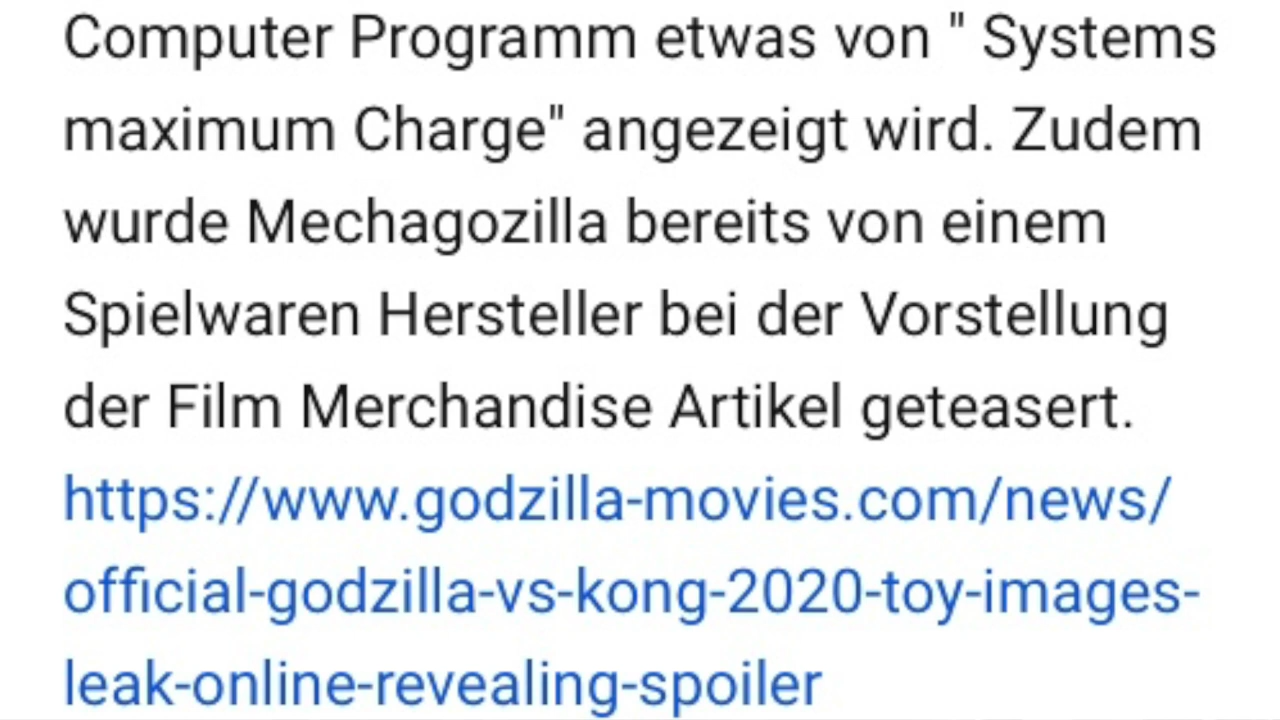 Computer Programm etwas von " Systems
maximum Charge" angezeigt wird. Zudem
wurde Mechagozilla bereits von einem
Spielwaren Hersteller bei der Vorstellung
der Film Merchandise Artikel geteasert.
https://www.godzilla-movies.com/news/
official-godzilla-vs-kong-2020-toy-images-
leak-online-revealing-spoiler